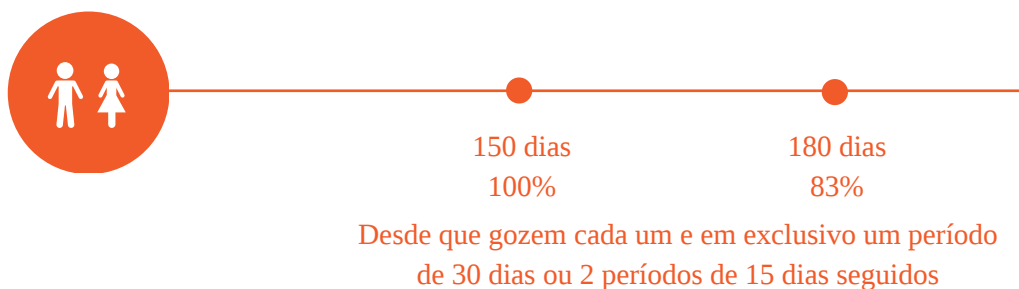 150 dias
180 dias
100%
83%
Desde que gozem cada um e em exclusivo um período
de 30 dias ou 2 períodos de 15 dias seguidos